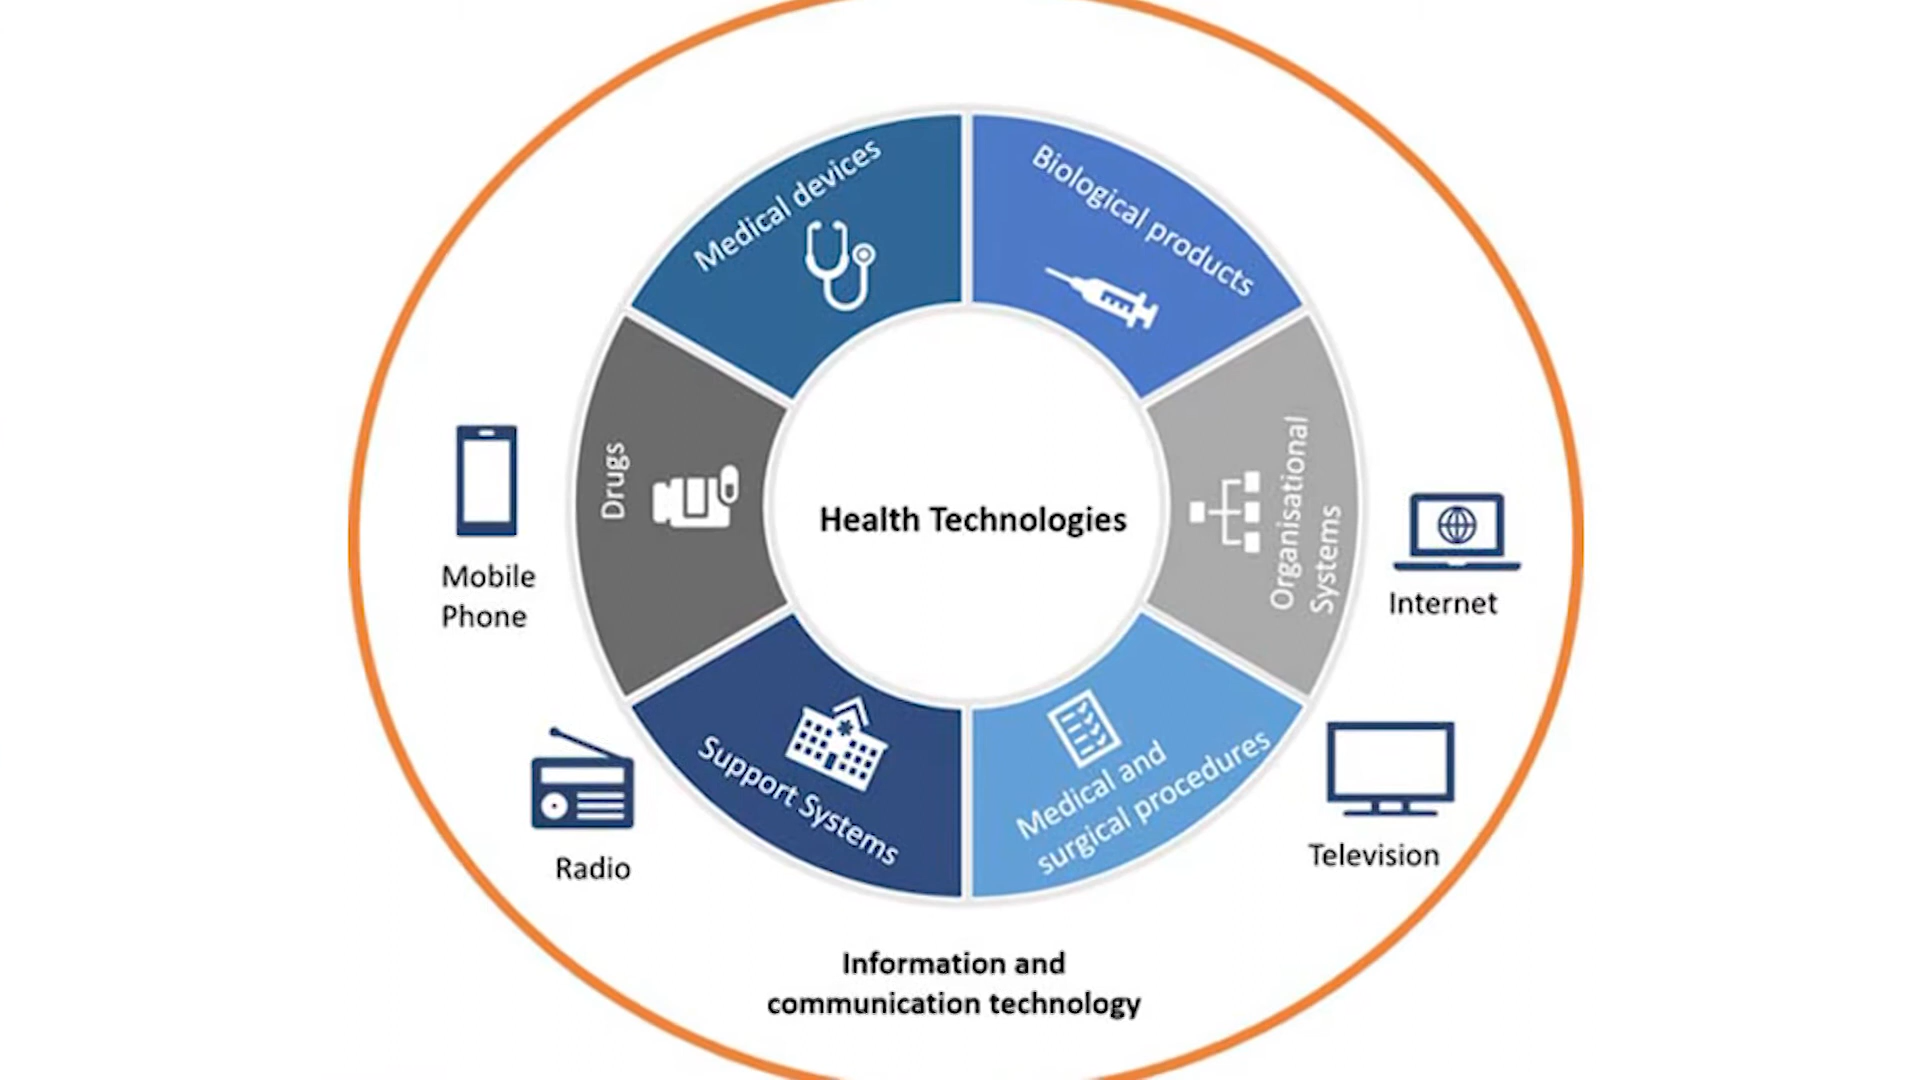 Medical devices
Biological products
Drugs
Health Technologies
Organisational
Systems
Mobile
Phone
Internet
Support Systems
Medical and
surgical procedures
Radio
Television
Information and
communication technology